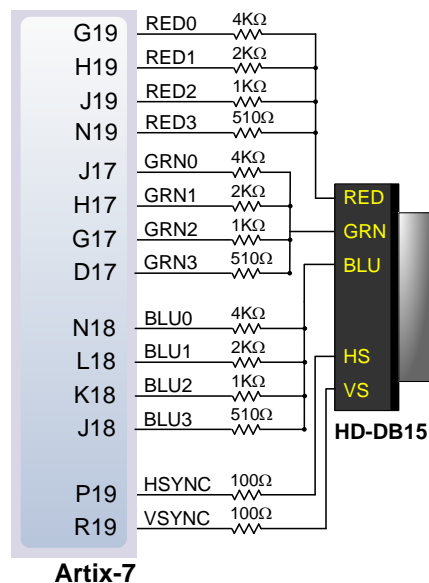 G19 RED0 4KΩ
H19 RED1 2KΩ
J19 RED2 1KΩ
N19 RED3 510Ω
J17 GRN0 4KΩ
H17 GRN1 2KΩ
G17 GRN2 1KΩ
D17 GRN3 510Ω
N18 BLU0 4KΩ
L18 BLU1 2KΩ
K18 BLU2 1KΩ
J18 BLU3 510Ω
P19 HSYNC 100Ω
R19 VSYNC 100Ω
RED
GRN
BLU
HS
VS
HD-DB15
Artix-7